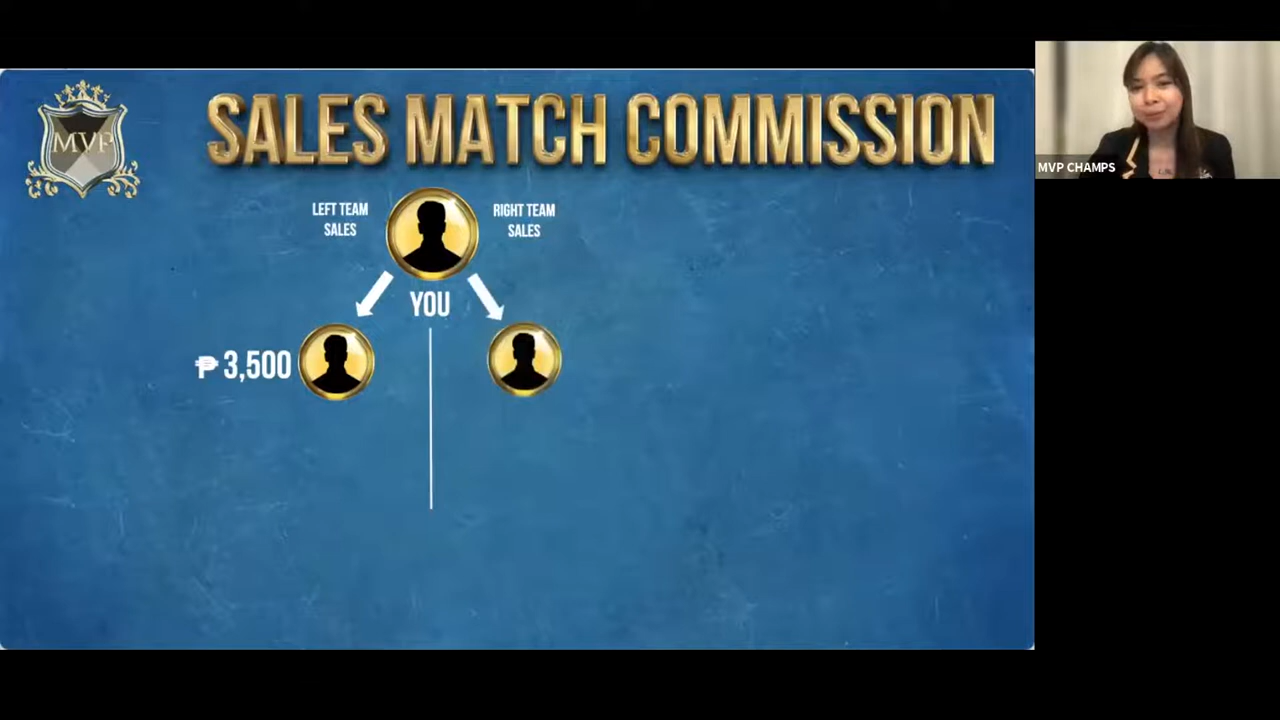 MVP
SALES MATCH COMMISSION
LEFT TEAM
SALES
RIGHT TEAM
SALES
YOU
₱ 3,500
MVP CHAMPS